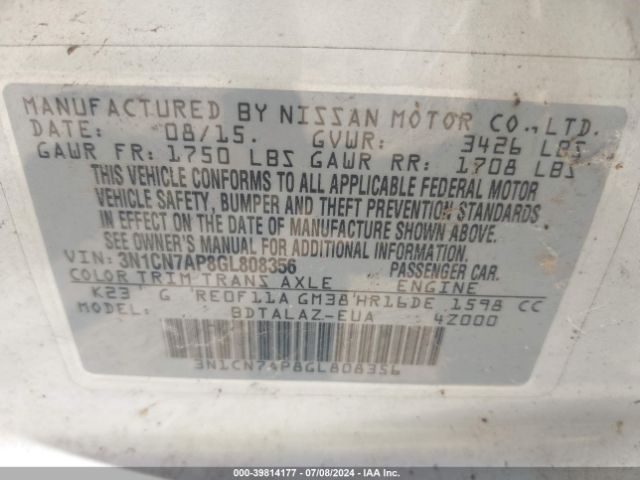 MANUFACTURED BY NISSAN MOTOR CO., LTD.
DATE: 08/15. GVWR: 3426 LBS
GAWR FR: 1750 LBS GAWR RR: 1708 LBS
THIS VEHICLE CONFORMS TO ALL APPLICABLE FEDERAL MOTOR
VEHICLE SAFETY, BUMPER AND THEFT PREVENTION STANDARDS
IN EFFECT ON THE DATE OF MANUFACTURE SHOWN ABOVE.
SEE OWNER'S MANUAL FOR ADDITIONAL INFORMATION.
VIN: 3N1CN7AP8GL808356 PASSENGER CAR.
COLOR TRIM TRANS AXLE ENGINE
K23 G RE0F11A GM38 HR16DE 1598 CC
MODEL: BDTALAZ-EUA 4Z000
3N1CN7AP8GL808356
000-39814177 - 07/08/2024 - IAA Inc.